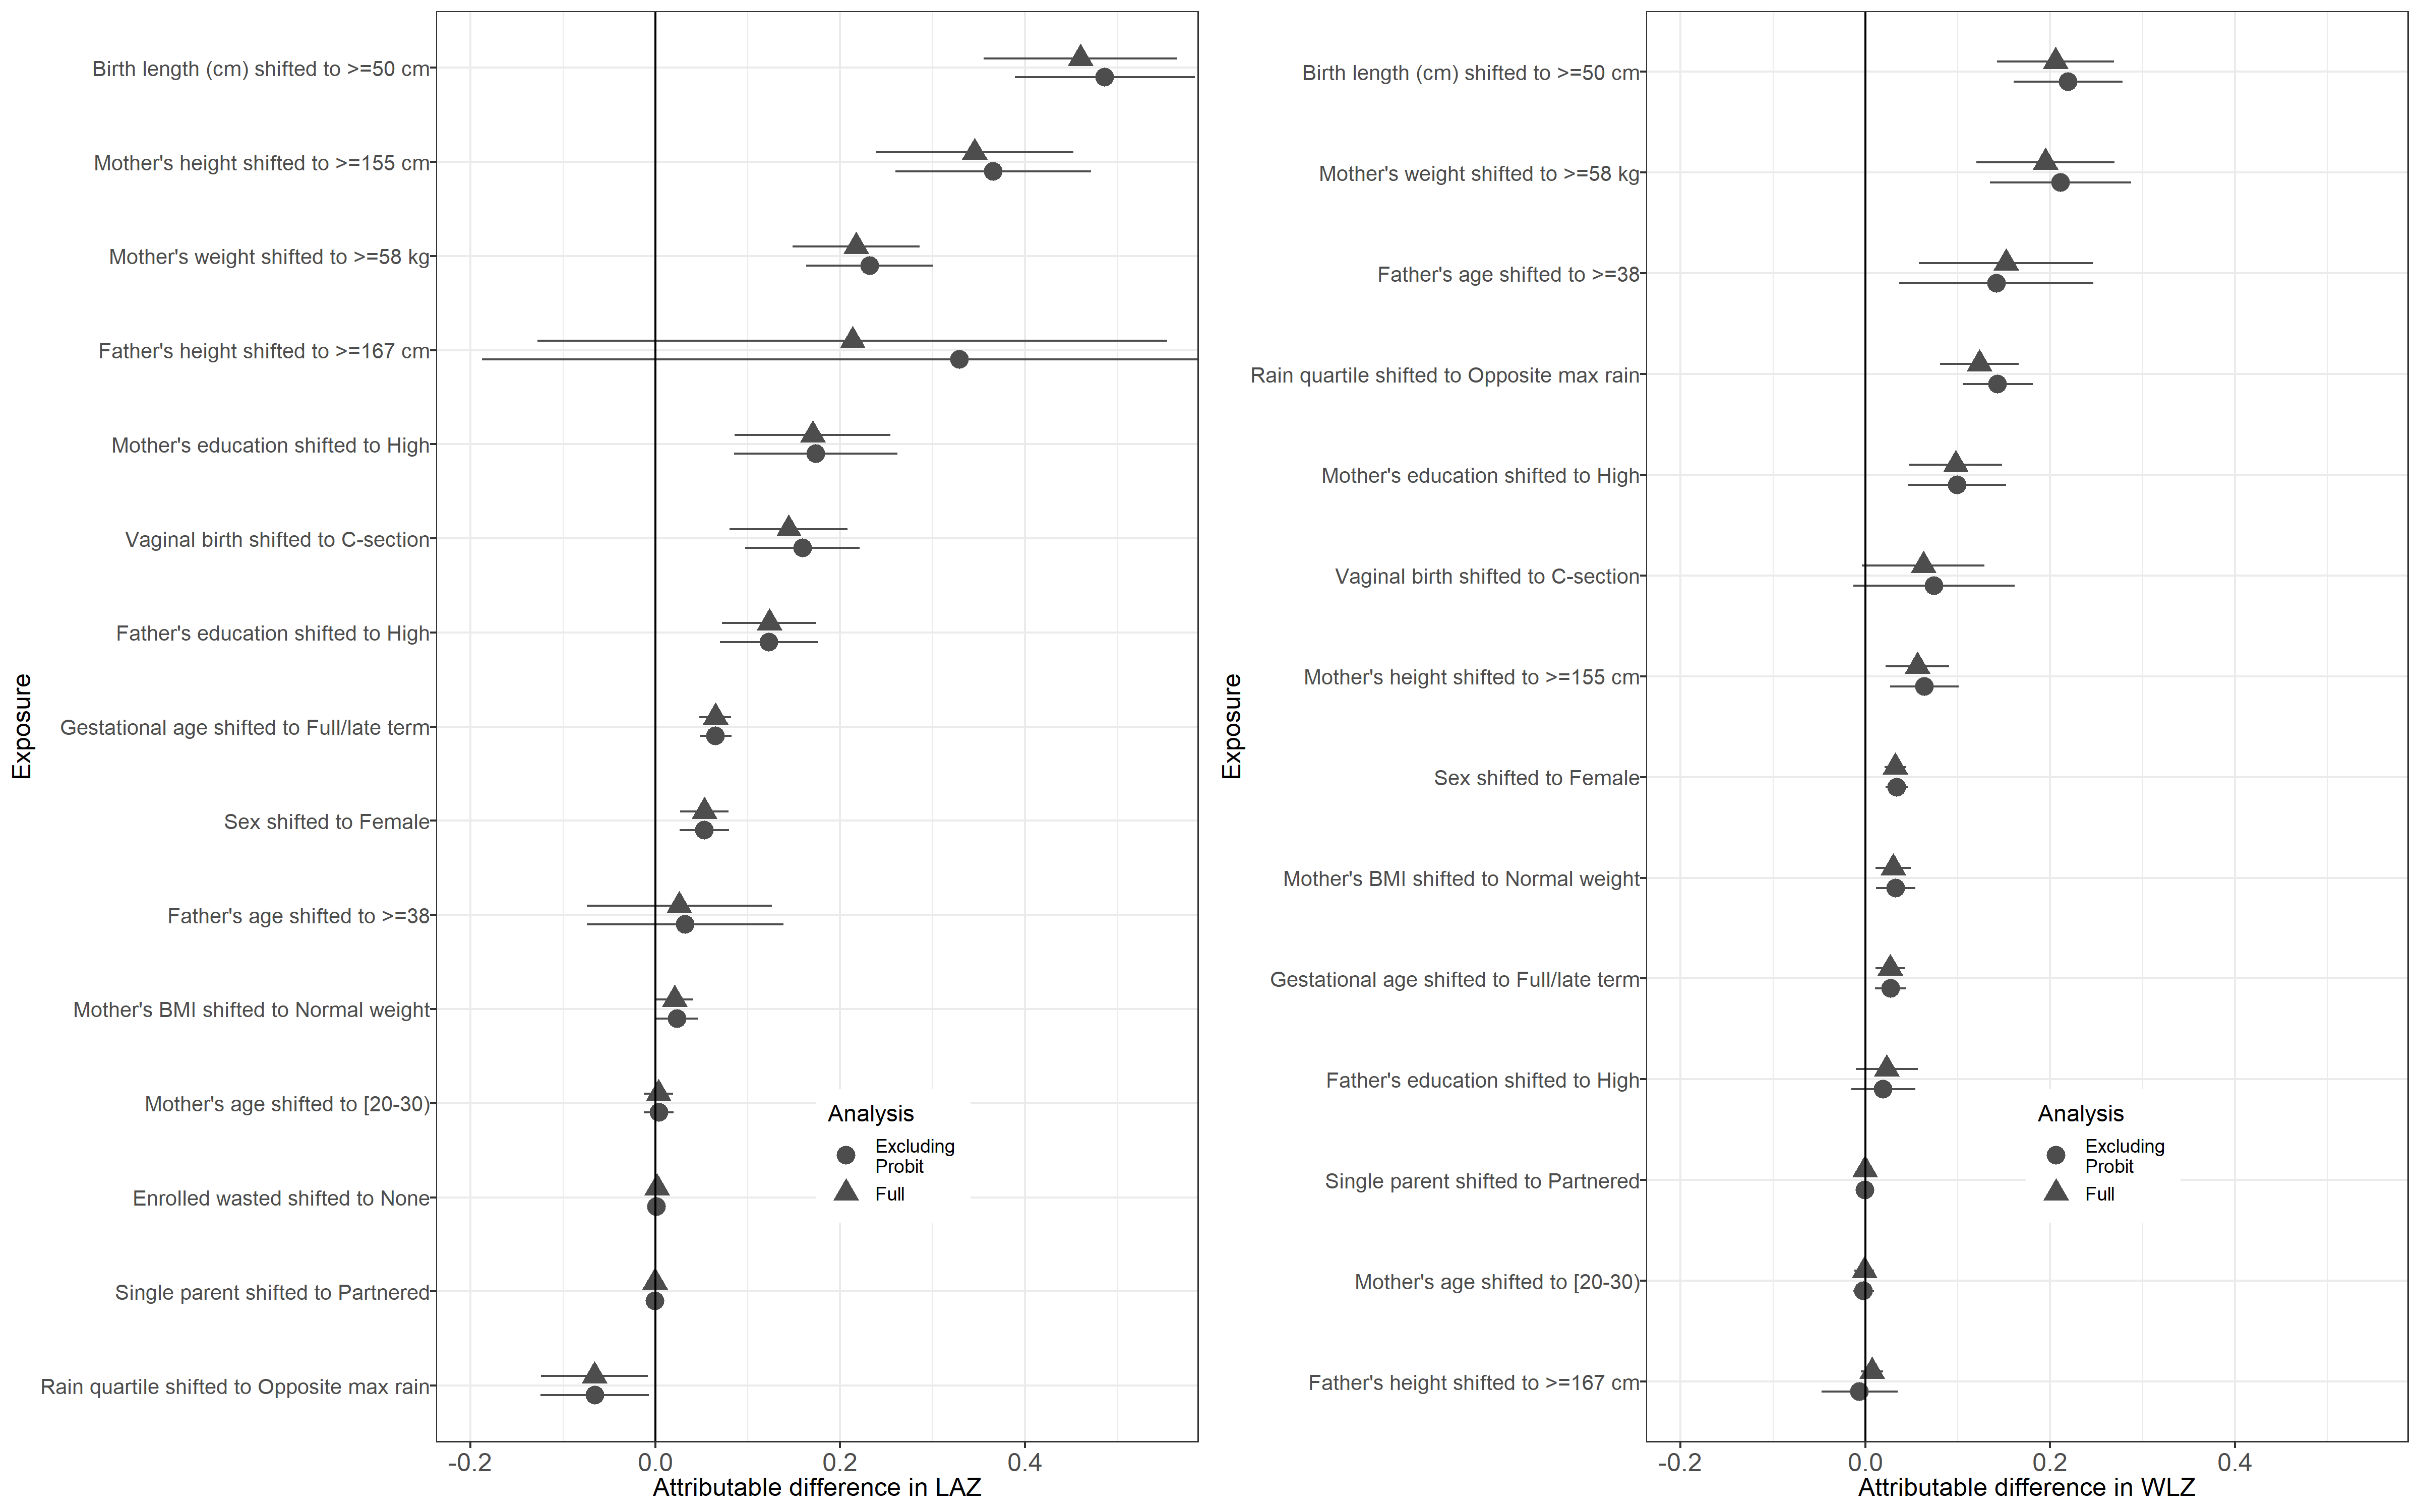 Exposure
Birth length (cm) shifted to >=50 cm
Mother's height shifted to >=155 cm
Mother's weight shifted to >=58 kg
Father's height shifted to >=167 cm
Mother's education shifted to High
Vaginal birth shifted to C-section
Father's education shifted to High
Gestational age shifted to Full/late term
Sex shifted to Female
Father's age shifted to >=38
Mother's BMI shifted to Normal weight
Mother's age shifted to [20-30)
Enrolled wasted shifted to None
Single parent shifted to Partnered
Rain quartile shifted to Opposite max rain
Analysis
Excluding
Probit
Full
-0.2 0.0 0.2 0.4
Attributable difference in LAZ
Exposure
Birth length (cm) shifted to >=50 cm
Mother's weight shifted to >=58 kg
Father's age shifted to >=38
Rain quartile shifted to Opposite max rain
Mother's education shifted to High
Vaginal birth shifted to C-section
Mother's height shifted to >=155 cm
Sex shifted to Female
Mother's BMI shifted to Normal weight
Gestational age shifted to Full/late term
Father's education shifted to High
Single parent shifted to Partnered
Mother's age shifted to [20-30)
Father's height shifted to >=167 cm
Analysis
Excluding
Probit
Full
-0.2 0.0 0.2 0.4
Attributable difference in WLZ